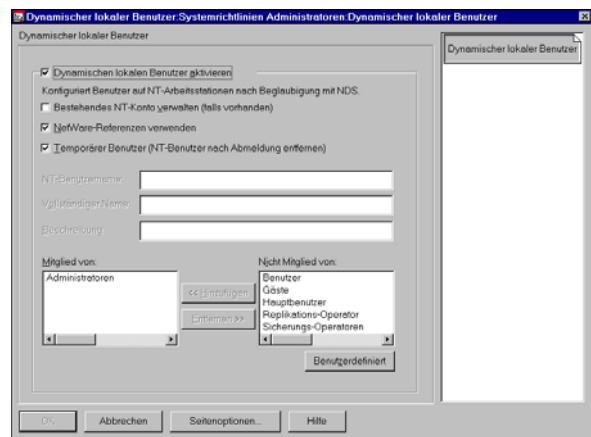 Dynamischer lokaler Benutzer:Systemrichtlinien Administratoren:Dynamischer lokaler Benutzer
Dynamischer lokaler Benutzer
Dynamischer lokaler Benutzer
Dynamischen lokalen Benutzer aktivieren
Konfiguriert Benutzer auf NT-Arbeitsstationen nach Beglaubigung mit NDS.
Bestehendes NT-Konto verwalten (falls vorhanden)
NetWare-Referenzen verwenden
Temporärer Benutzer (NT-Benutzer nach Abmeldung entfernen)
NT-Benutzername:
Vollständiger Name:
Beschreibung:
Mitglied von:
Nicht Mitglied von:
Administratoren
Benutzer
Gäste
Hauptbenutzer
Replikations-Operator
Sicherungs-Operatoren
<< Hinzufügen
Entfernen >>
Benutzerdefiniert
OK
Abbrechen
Seitenoptionen...
Hilfe